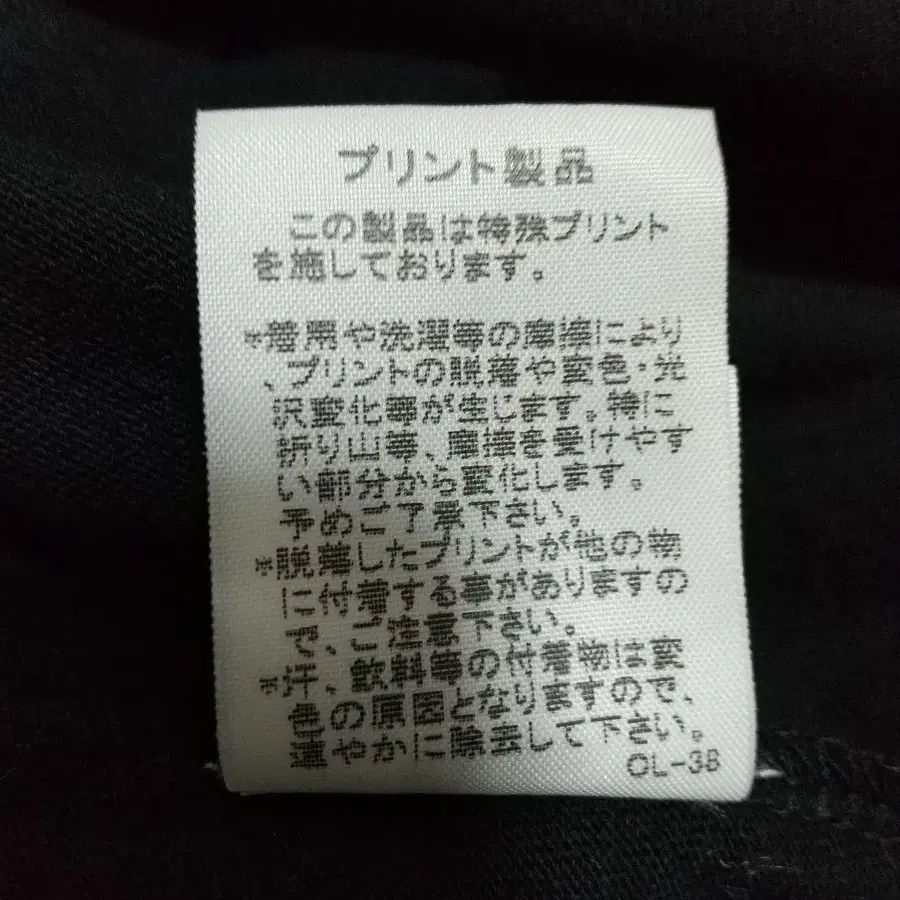 プリント製品
この製品は特殊プリント
を施しております。
*着用や洗濯等の摩擦により
、プリントの脱落や変色・光
沢変化等が生じます。特に
折り山等、摩擦を受けやす
い部分から変化します。
予めご了承下さい。
*脱落したプリントが他の物
に付着する事がありますの
で、ご注意下さい。
*汗，飲料等の付着物は変
色の原因となりますので、
速やかに除去して下さい。
OL-38